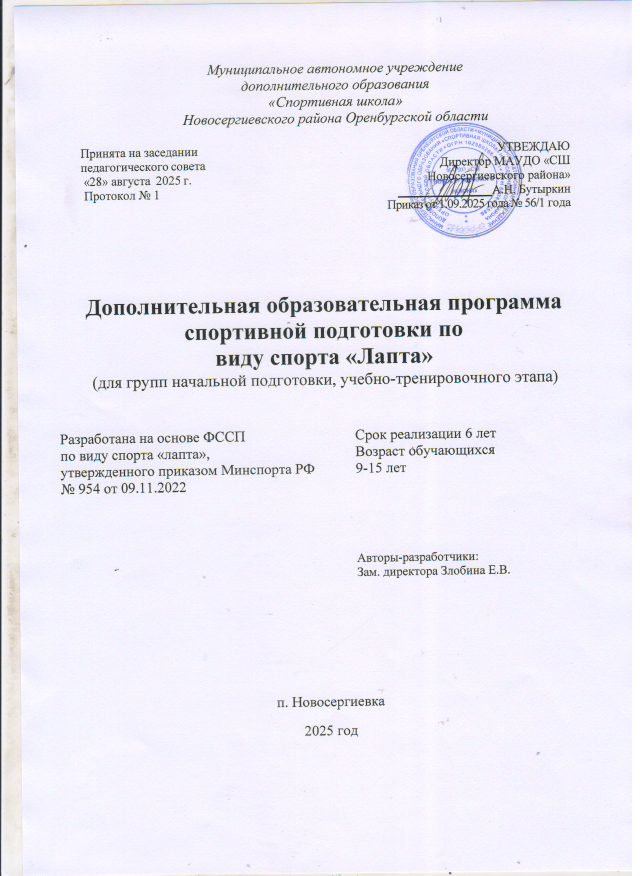 Муниципальное автономное учреждение
дополнительного образования
«Спортивная школа»
Новосергиевского района Оренбургской области
Принята на заседании
педагогического совета
«28» августа 2025 г.
Протокол № 1
УТВЕРЖДАЮ
Директор МАУДО «СШ
Новосергиевского района»
А.Н. Бутыркин
Приказ от 1.09.2025 года № 56/1 года
Дополнительная образовательная программа
спортивной подготовки по
виду спорта «Лапта»
(для групп начальной подготовки, учебно-тренировочного этапа)
Разработана на основе ФССП
по виду спорта «лапта»,
утвержденного приказом Минспорта РФ
№ 954 от 09.11.2022
Срок реализации 6 лет
Возраст обучающихся
9-15 лет
Авторы-разработчики:
Зам. директора Злобина Е.В.
п. Новосергиевка
2025 год